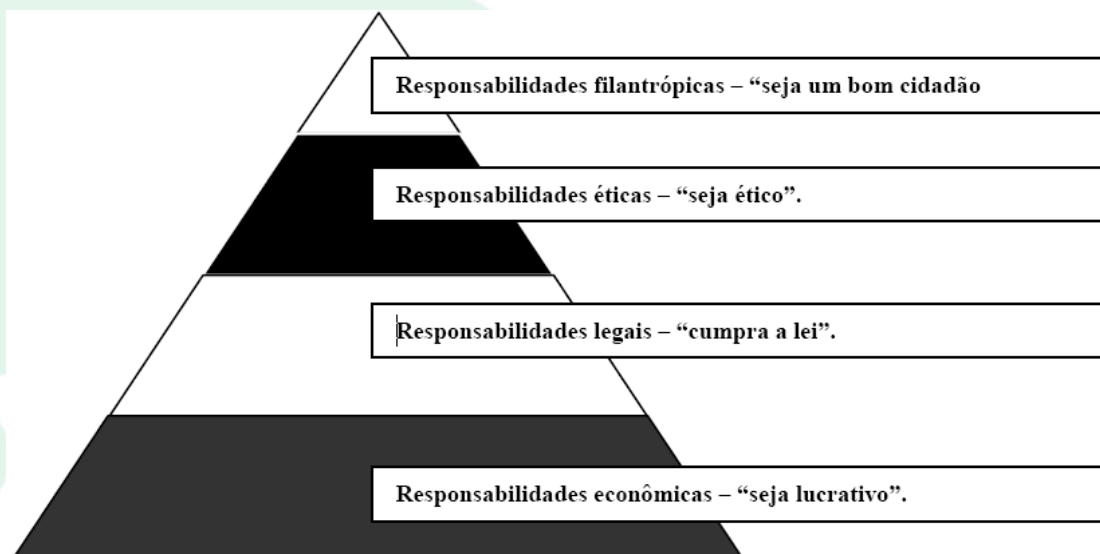 Responsabilidades filantrópicas – “seja um bom cidadão
Responsabilidades éticas – “seja ético”.
Responsabilidades legais – “cumpra a lei”.
Responsabilidades econômicas – “seja lucrativo”.